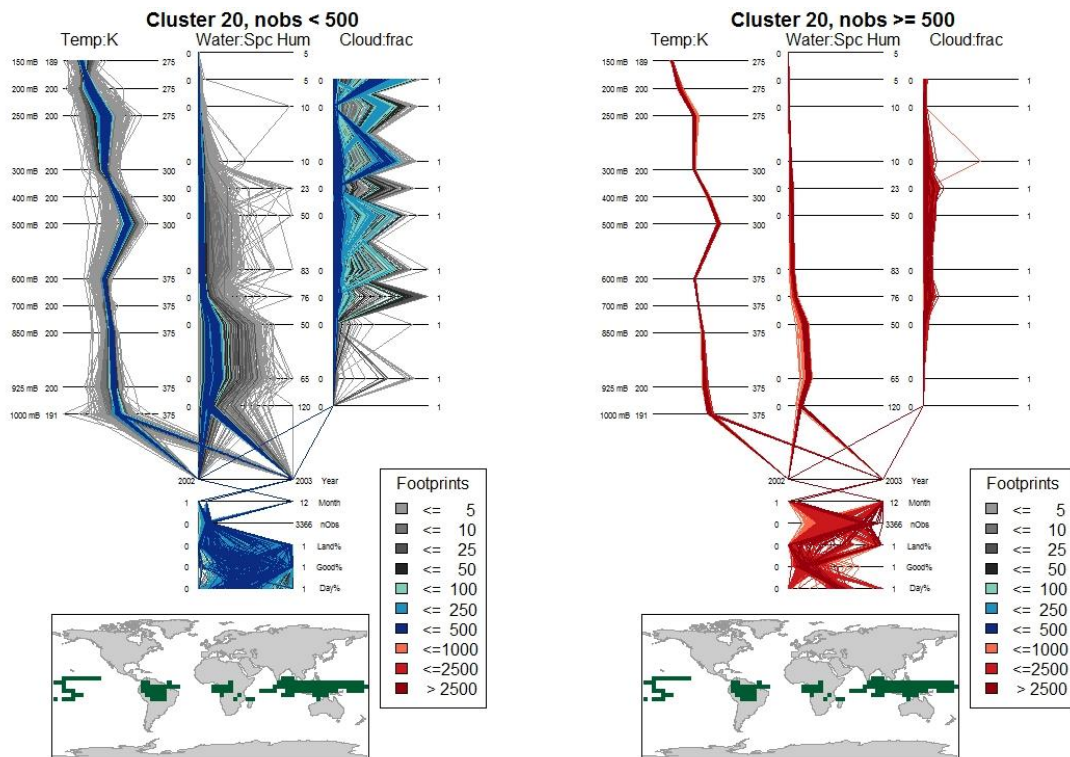 Cluster 20, nobs < 500
Temp:K Water:Spc Hum Cloud:frac
0 5
150 mB 189 275
0 5 0 1
200 mB 200
0 10 0 1
250 mB 200 275
0 10 0 1
300 mB 200 300
0 23 0 1
400 mB 200
0 50 0 1
500 mB 200 300
0 83 0 1
600 mB 200 375
0 76 0 1
700 mB 200 375
0 50 0 1
850 mB 200 375
0 65 0 1
925 mB 200 375
0 120 0 1
1000 mB 191 375
2002 2003 Year
1 12 Month
0 3366 nObs
0 1 Land%
0 1 Good%
0 1 Day%
Footprints
<= 5
<= 10
<= 25
<= 50
<= 100
<= 250
<= 500
<=1000
<=2500
> 2500
Cluster 20, nobs >= 500
Temp:K Water:Spc Hum Cloud:frac
0 5
150 mB 189 275
0 5 0 1
200 mB 200
0 10 0 1
250 mB 200 275
0 10 0 1
300 mB 200 300
0 23 0 1
400 mB 200
0 50 0 1
500 mB 200 300
0 83 0 1
600 mB 200 375
0 76 0 1
700 mB 200 375
0 50 0 1
850 mB 200 375
0 65 0 1
925 mB 200 375
0 120 0 1
1000 mB 191 375
2002 2003 Year
1 12 Month
0 3366 nObs
0 1 Land%
0 1 Good%
0 1 Day%
Footprints
<= 5
<= 10
<= 25
<= 50
<= 100
<= 250
<= 500
<=1000
<=2500
> 2500